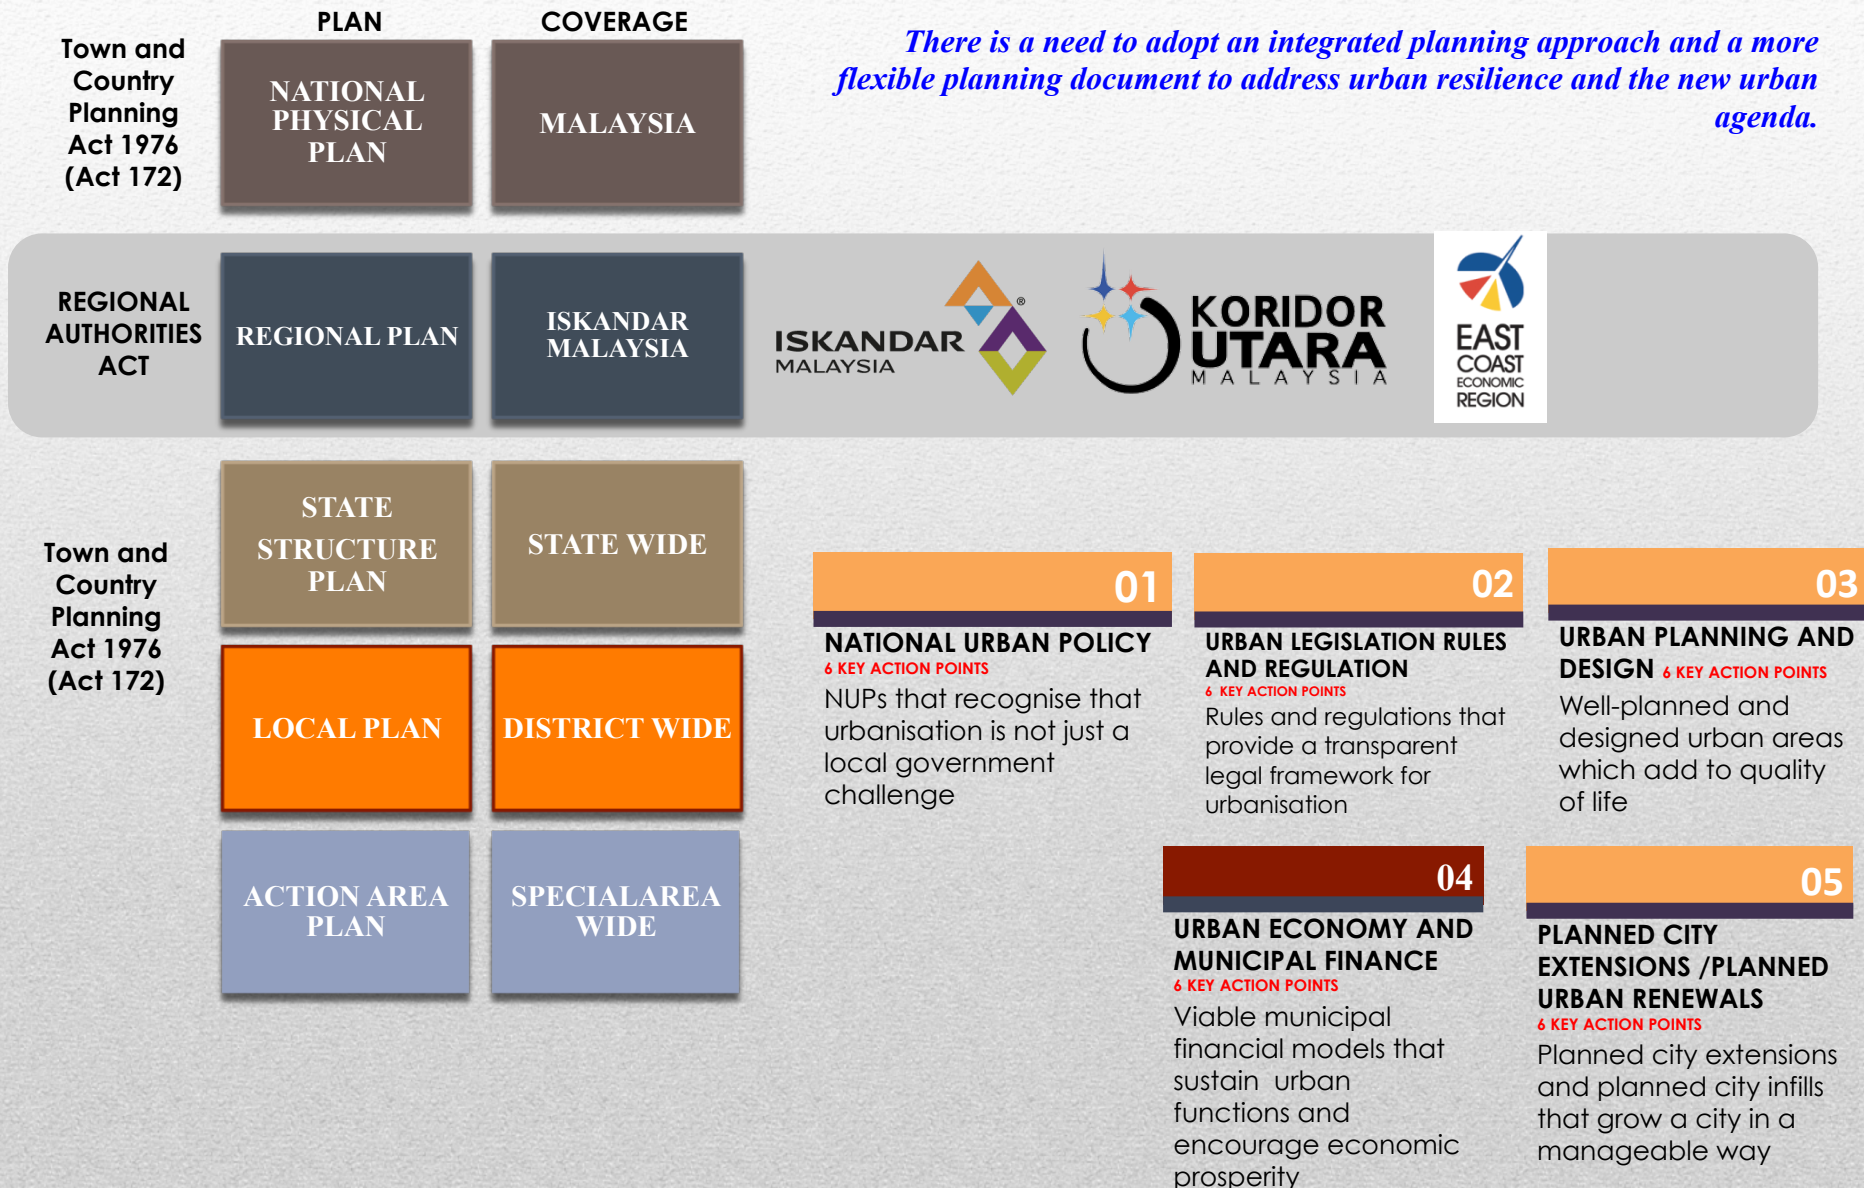 PLAN
COVERAGE
Town and
Country
Planning
Act 1976
(Act 172)
NATIONAL
PHYSICAL
PLAN
MALAYSIA
There is a need to adopt an integrated planning approach and a more
flexible planning document to address urban resilience and the new urban
agenda.
REGIONAL
AUTHORITIES
ACT
REGIONAL PLAN
ISKANDAR
MALAYSIA
ISKANDAR
MALAYSIA
®
KORIDOR
UTARA
MALAYSIA
EAST
COAST
ECONOMIC
REGION
Town and
Country
Planning
Act 1976
(Act 172)
STATE
STRUCTURE
PLAN
STATE WIDE
LOCAL PLAN
DISTRICT WIDE
ACTION AREA
PLAN
SPECIALAREA
WIDE
01
NATIONAL URBAN POLICY
6 KEY ACTION POINTS
NUPs that recognise that
urbanisation is not just a
local government
challenge
02
URBAN LEGISLATION RULES
AND REGULATION
6 KEY ACTION POINTS
Rules and regulations that
provide a transparent
legal framework for
urbanisation
03
URBAN PLANNING AND
DESIGN 6 KEY ACTION POINTS
Well-planned and
designed urban areas
which add to quality
of life
04
URBAN ECONOMY AND
MUNICIPAL FINANCE
6 KEY ACTION POINTS
Viable municipal
financial models that
sustain urban
functions and
encourage economic
prosperity
05
PLANNED CITY
EXTENSIONS /PLANNED
URBAN RENEWALS
6 KEY ACTION POINTS
Planned city extensions
and planned city infills
that grow a city in a
manageable way